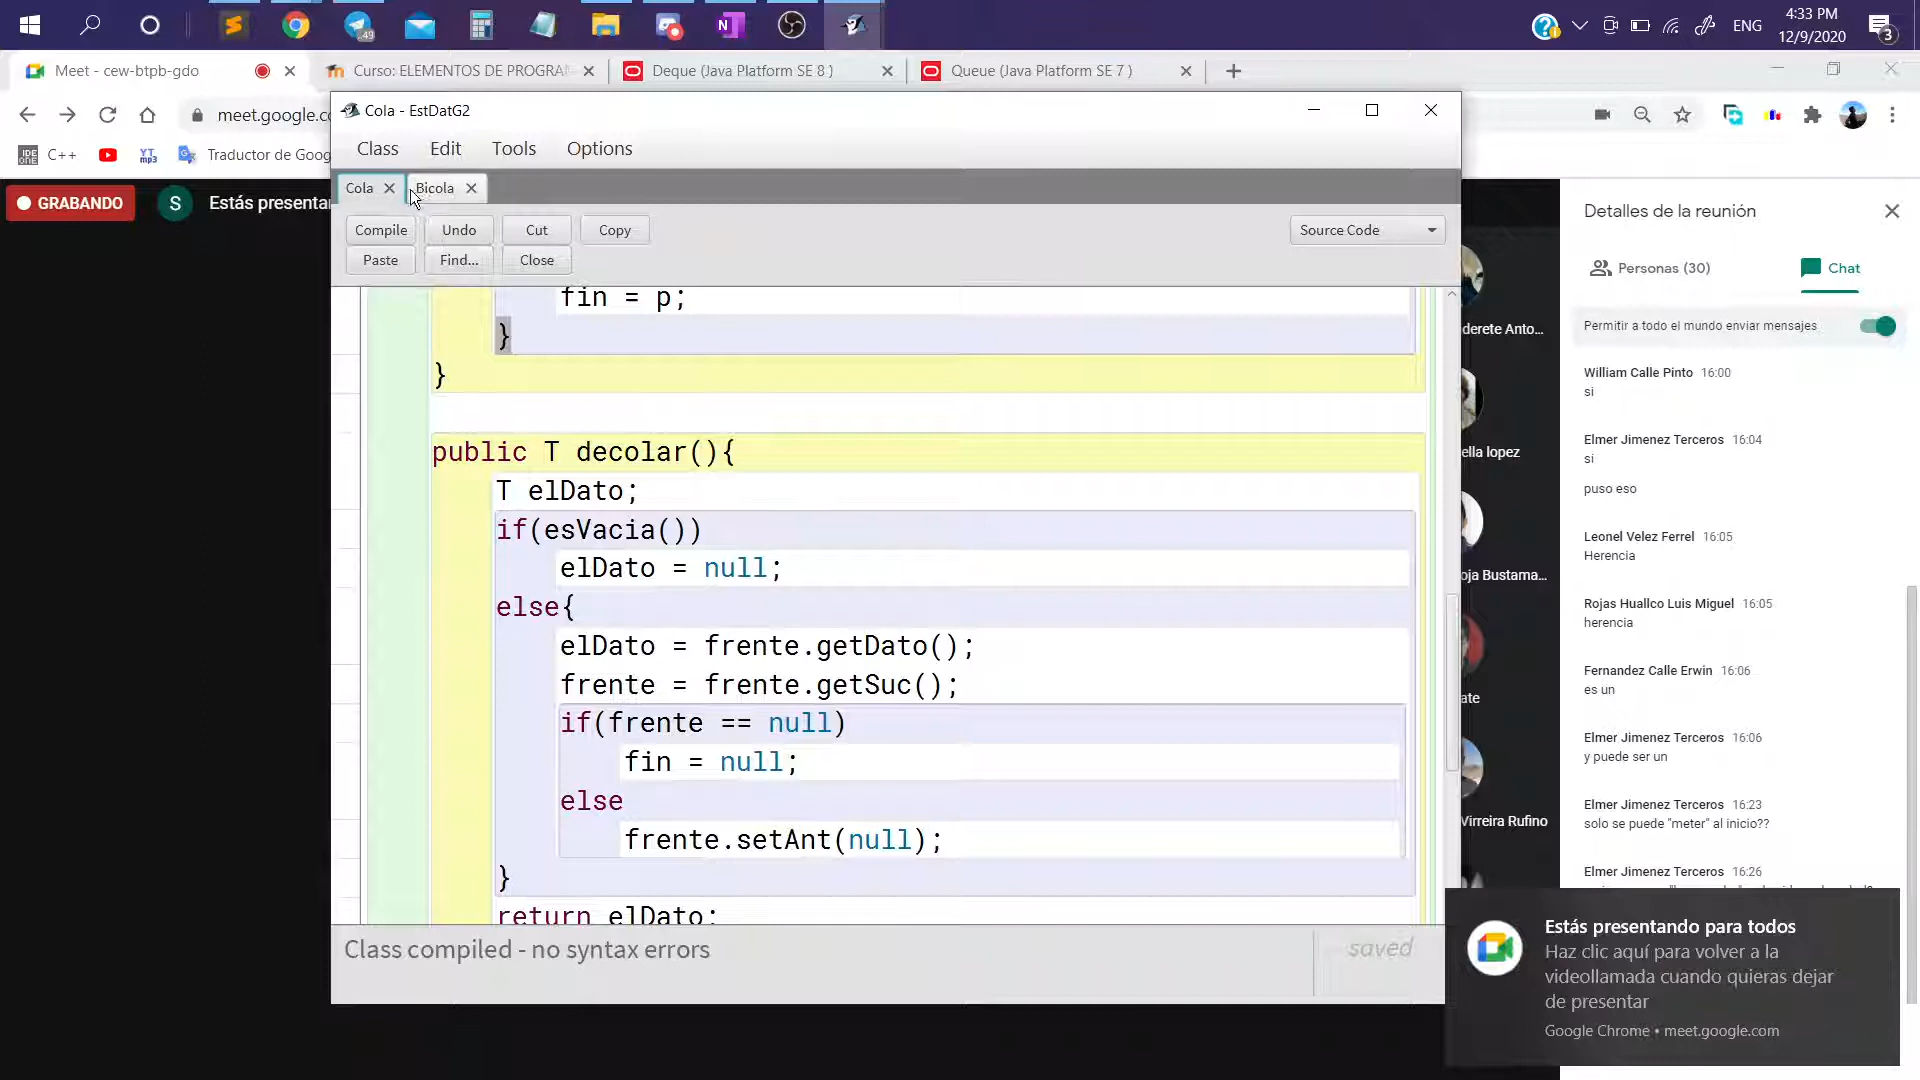 49
ENG
4:33 PM
12/9/2020
3
Meet - cew-btpb-gdo
Curso: ELEMENTOS DE PROGRA
Deque (Java Platform SE 8 )
Queue (Java Platform SE 7 )
meet.google.co
C++
Traductor de Goog
GRABANDO
S
Estás presenta
Cola - EstDatG2
Class
Edit
Tools
Options
Cola
Bicola
Compile
Undo
Cut
Copy
Paste
Find...
Close
Source Code
fin = p;
}
}
public T decolar(){
T elDato;
if(esVacia())
elDato = null;
else{
elDato = frente.getDato();
frente = frente.getSuc();
if(frente == null)
fin = null;
else
frente.setAnt(null);
}
return elDato;
Class compiled - no syntax errors
saved
derete Anto...
ella lopez
oja Bustama...
ate
Virreira Rufino
Detalles de la reunión
Personas (30)
Chat
Permitir a todo el mundo enviar mensajes
William Calle Pinto 16:00
si
Elmer Jimenez Terceros 16:04
si
puso eso
Leonel Velez Ferrel 16:05
Herencia
Rojas Huallco Luis Miguel 16:05
herencia
Fernandez Calle Erwin 16:06
es un
Elmer Jimenez Terceros 16:06
y puede ser un
Elmer Jimenez Terceros 16:23
solo se puede "meter" al inicio??
Elmer Jimenez Terceros 16:26
Estás presentando para todos
Haz clic aquí para volver a la
videollamada cuando quieras dejar
de presentar
Google Chrome • meet.google.com